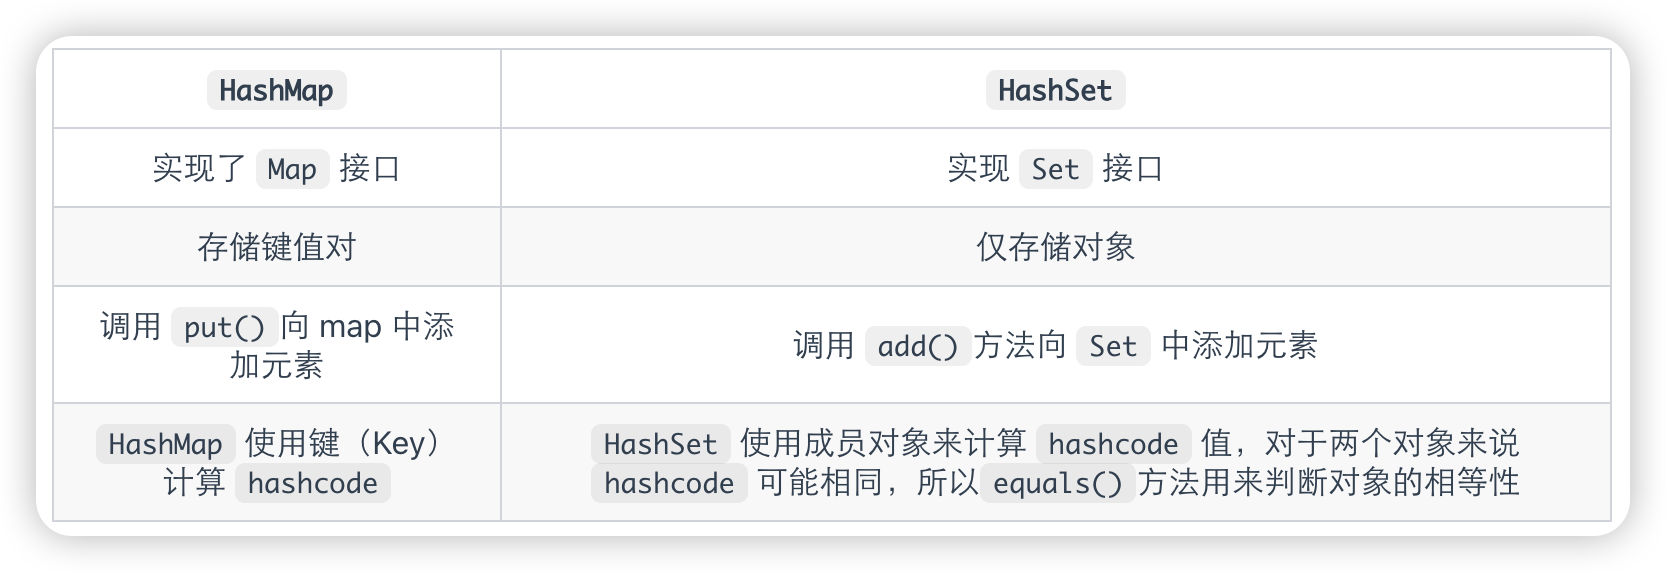 HashMap
HashSet
实现了 Map 接口
实现 Set 接口
存储键值对
仅存储对象
调用 put()向 map 中添
加元素
调用 add()方法向 Set 中添加元素
HashMap 使用键（Key）
计算 hashcode
HashSet 使用成员对象来计算 hashcode 值，对于两个对象来说
hashcode 可能相同，所以equals()方法用来判断对象的相等性